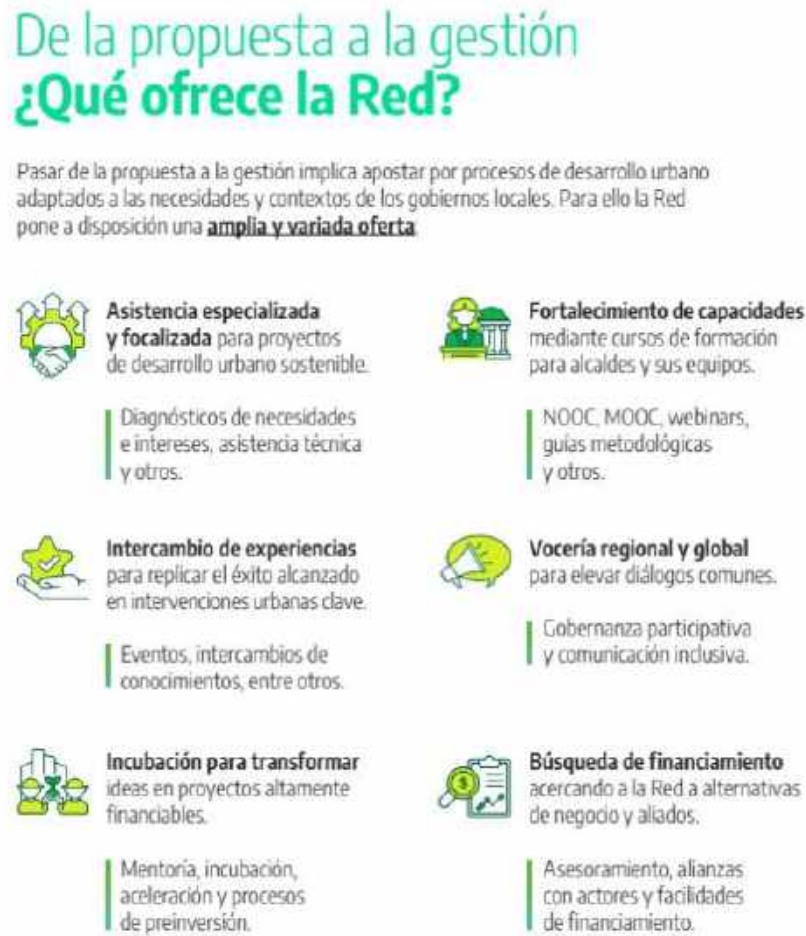 De la propuesta a la gestión
¿Qué ofrece la Red?
Pasar de la propuesta a la gestión implica apostar por procesos de desarrollo urbano
adaptados a las necesidades y contextos de los gobiernos locales. Para ello la Red
pone a disposición una amplia y variada oferta
Asistencia especializada
y focalizada para proyectos
de desarrollo urbano sostenible.
Diagnósticos de necesidades
e intereses, asistencia técnica
y otros.
Fortalecimiento de capacidades
mediante cursos de formación
para alcaldes y sus equipos.
NOOC, MOOC, webinars,
guías metodológicas
y otros.
Intercambio de experiencias
para replicar el éxito alcanzado
en intervenciones urbanas clave.
Eventos, intercambios de
conocimientos, entre otros.
Vocería regional y global
para elevar diálogos comunes.
Gobernanza participativa
y comunicación inclusiva.
Incubación para transformar
ideas en proyectos altamente
financiables.
Mentoría, incubación,
aceleración y procesos
de preinversión.
Búsqueda de financiamiento
acercando a la Red a alternativas
de negocio y aliados.
Asesoramiento, alianzas
con actores y facilidades
de financiamiento.